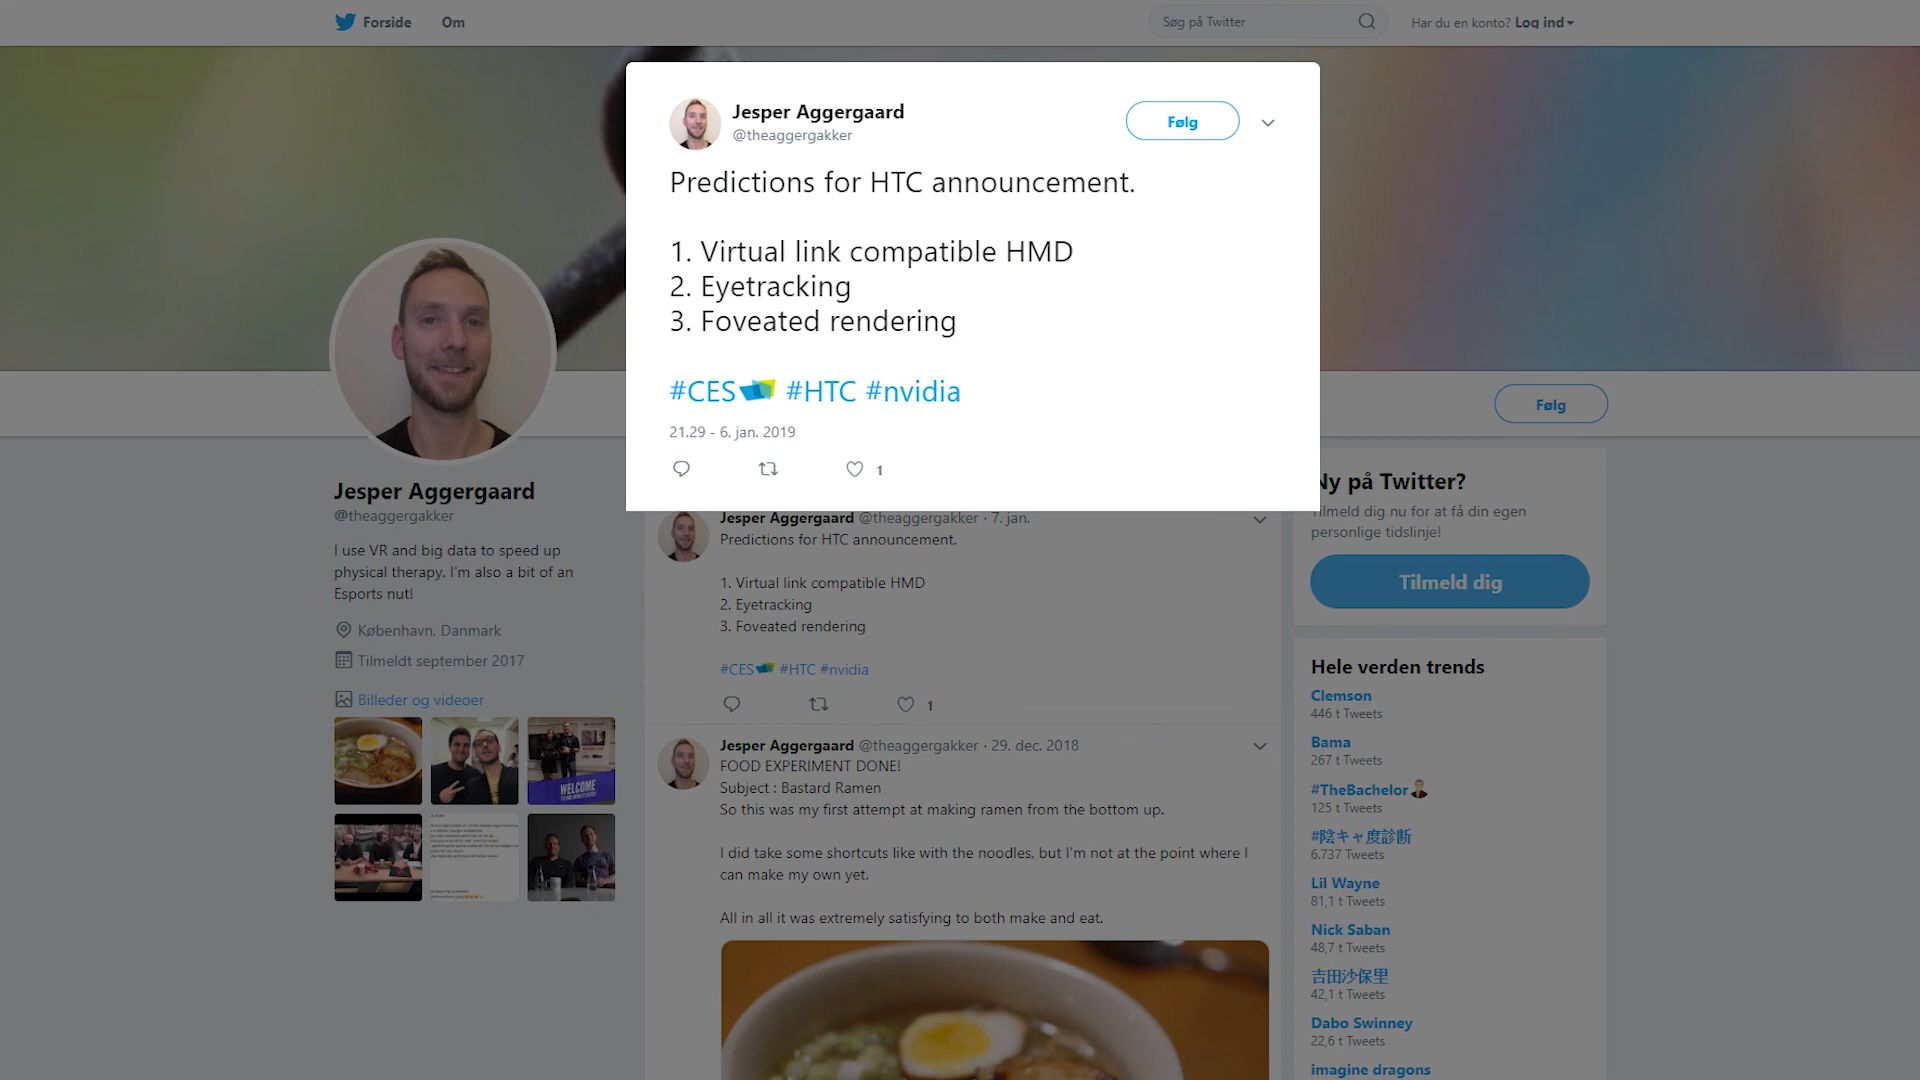 Forside
Om
Søg på Twitter
Har du en konto? Log ind
Jesper Aggergaard
@theaggergakker
Følg
Predictions for HTC announcement.
1. Virtual link compatible HMD
2. Eyetracking
3. Foveated rendering
#CES #HTC #nvidia
21.29 - 6. jan. 2019
1
Følg
Jesper Aggergaard
@theaggergakker
I use VR and big data to speed up
physical therapy. I'm also a bit of an
Esports nut!
København, Danmark
Tilmeldt september 2017
Billeder og videoer
WELCOME
Jesper Aggergaard @theaggergakker · 7. jan.
Predictions for HTC announcement.
1. Virtual link compatible HMD
2. Eyetracking
3. Foveated rendering
#CES #HTC #nvidia
1
Jesper Aggergaard @theaggergakker · 29. dec. 2018
FOOD EXPERIMENT DONE!
Subject : Bastard Ramen
So this was my first attempt at making ramen from the bottom up.
I did take some shortcuts like with the noodles, but I'm not at the point where I
can make my own yet.
All in all it was extremely satisfying to both make and eat.
Ny på Twitter?
Tilmeld dig nu for at få din egen
personlige tidslinje!
Tilmeld dig
Hele verden trends
Clemson
446 t Tweets
Bama
267 t Tweets
#TheBachelor
125 t Tweets
#陰キャ度診断
6.737 Tweets
Lil Wayne
81,1 t Tweets
Nick Saban
48,7 t Tweets
吉田沙保里
42,1 t Tweets
Dabo Swinney
22,6 t Tweets
imagine dragons